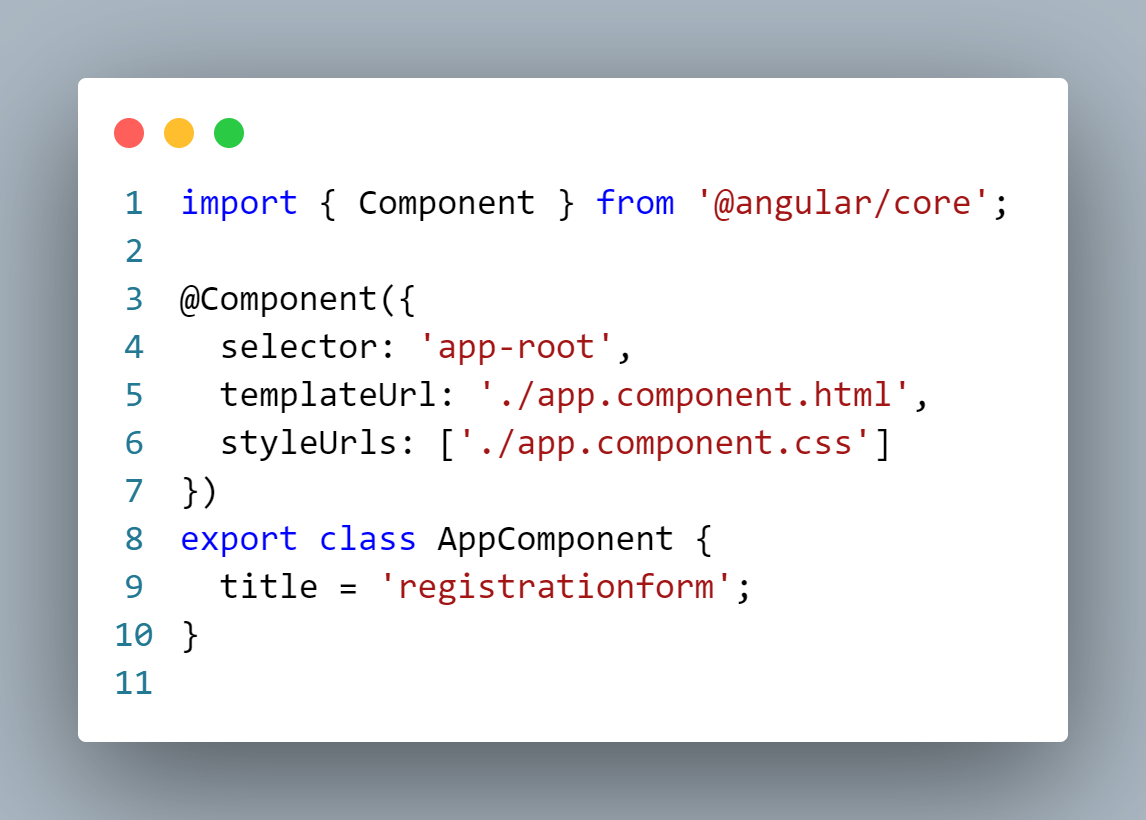 1 import { Component } from '@angular/core';
2
3 @Component({
4   selector: 'app-root',
5   templateUrl: './app.component.html',
6   styleUrls: ['./app.component.css']
7 })
8 export class AppComponent {
9   title = 'registrationform';
10 }
11